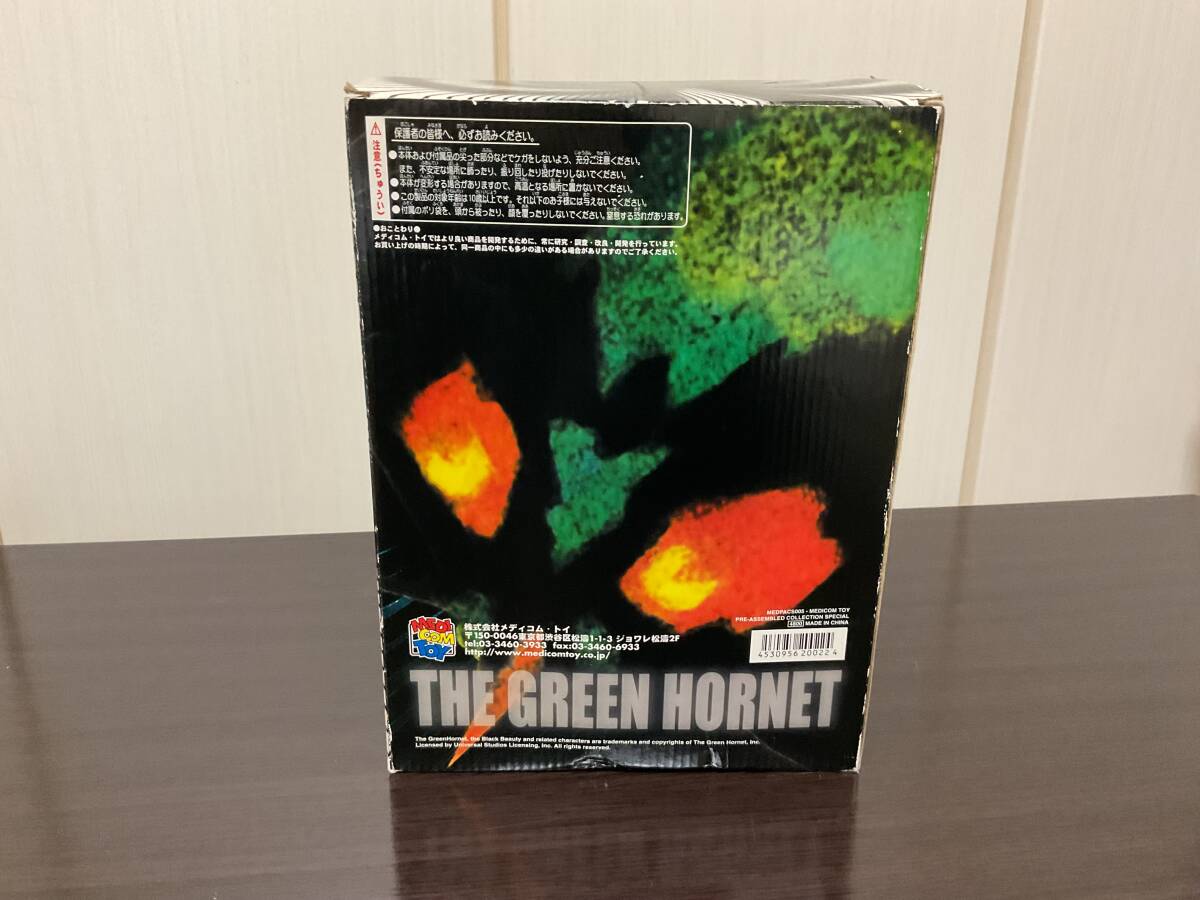 注意(ちゅうい)
保護者の皆様へ、必ずお読みください。
●本体および付属品の尖った部分などでケガをしないよう、充分ご注意ください。
また、不安定な場所に飾ったり、振り回したり投げたりしないでください。
●本体が変形する場合がありますので、高温となる場所に置かないでください。
●この製品の対象年齢は10歳以上です。それ以下のお子様には与えないでください。
●付属のポリ袋を、頭から被ったり、顔を覆ったりしないでください。窒息する恐れがあります。
●おことわり●
メディコム・トイではより良い商品を開発するために、常に研究・調査・改良・開発を行っています。
お買い上げの時期によって、同一商品の中にも多少の違いがある場合がありますのでご了承ください。
MEDPACS005 - MEDICOM TOY
PRE-ASSEMBLED COLLECTION SPECIAL
4800 MADE IN CHINA
4530956200224
MEDI
COM
TOY
株式会社メディコム・トイ
〒150-0046東京都渋谷区松濤1-1-3 ジョワレ松濤2F
tel:03-3460-3933 fax:03-3460-6933
http://www.medicomtoy.co.jp/
THE GREEN HORNET
The GreenHornet, the Black Beauty and related characters are trademarks and copyrights of The Green Hornet, Inc.
Licensed by Universal Studios Licensing, Inc. All rights reserved.